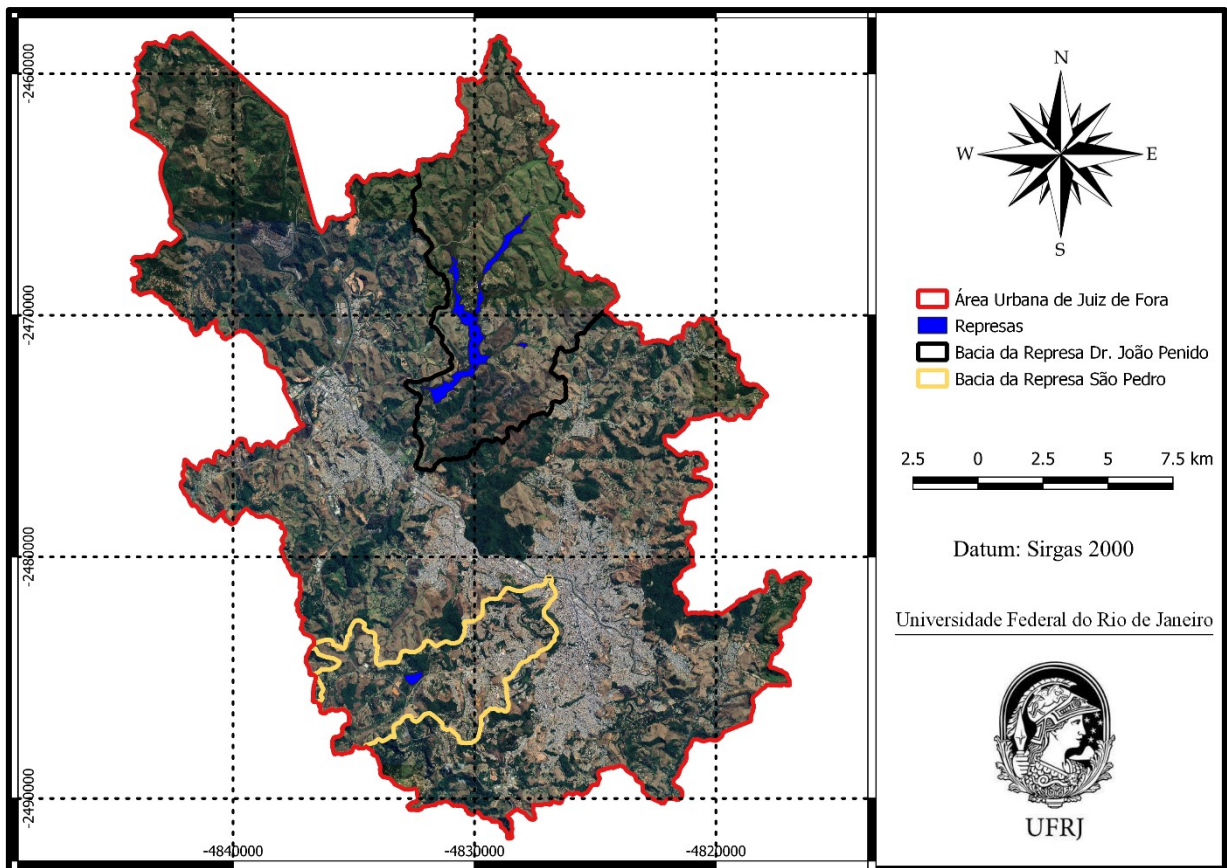 -2460000
-2470000
-2480000
-2490000
-4840000
-4830000
-4820000
N
W
E
S
Área Urbana de Juiz de Fora
Represas
Bacia da Represa Dr. João Penido
Bacia da Represa São Pedro
2.5 0 2.5 5 7.5 km
Datum: Sirgas 2000
Universidade Federal do Rio de Janeiro
UFRJ